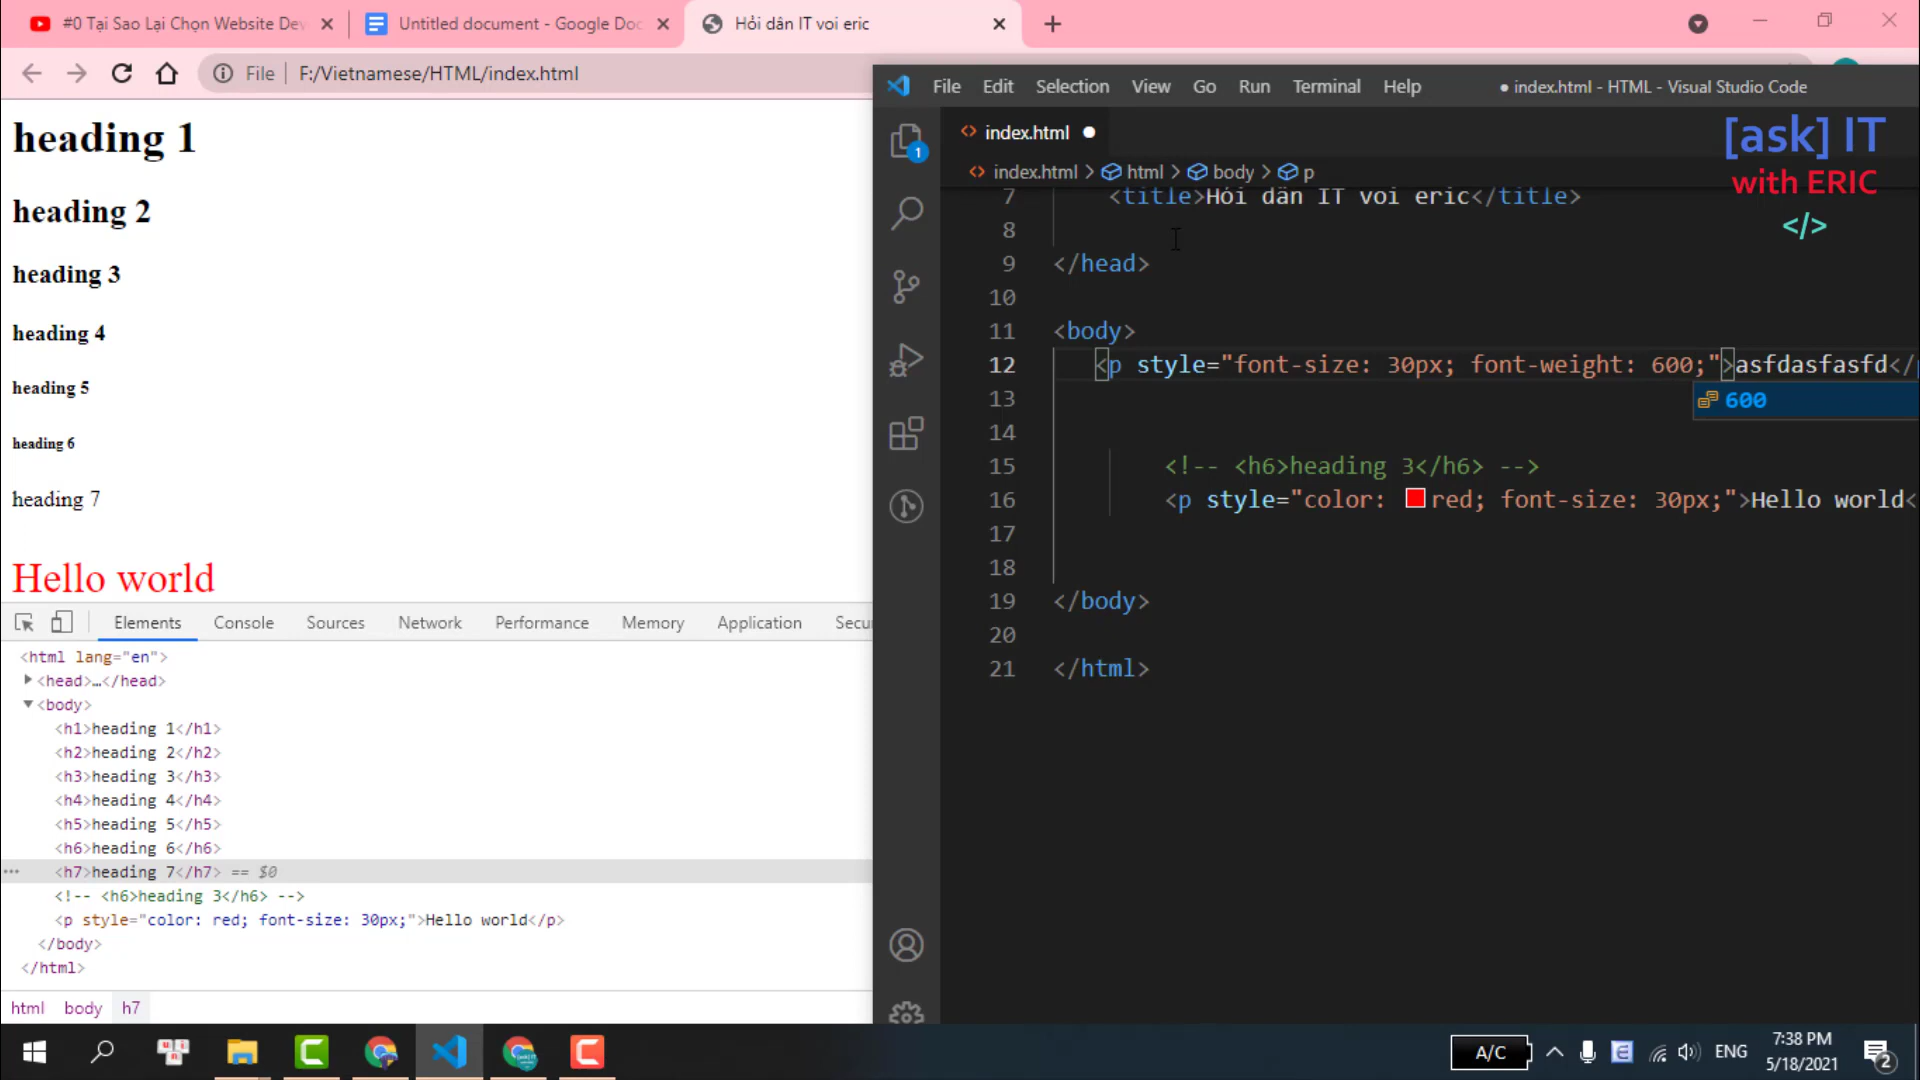 #0 Tại Sao Lại Chọn Website Dev
Untitled document - Google Doc
Hỏi dân IT voi eric
File
F:/Vietnamese/HTML/index.html
heading 1
heading 2
heading 3
heading 4
heading 5
heading 6
heading 7
Hello world
Elements Console Sources Network Performance Memory Application Secu
<html lang="en">
<head>…</head>
<body>
<h1>heading 1</h1>
<h2>heading 2</h2>
<h3>heading 3</h3>
<h4>heading 4</h4>
<h5>heading 5</h5>
<h6>heading 6</h6>
<h7>heading 7</h7> == $0
<!-- <h6>heading 3</h6> -->
<p style="color: red; font-size: 30px;">Hello world</p>
</body>
</html>
html body h7
File Edit Selection View Go Run Terminal Help
● index.html - HTML - Visual Studio Code
index.html
1
[ask] IT
with ERIC
</>
index.html > html > body > p
7 <title>Hỏi dân IT voi eric</title>
8
9 </head>
10
11 <body>
12 <p style="font-size: 30px; font-weight: 600;">asfdasfasfd</
600
13
14
15 <!-- <h6>heading 3</h6> -->
16 <p style="color: red; font-size: 30px;">Hello world<
17
18
19 </body>
20
21 </html>
A/C
ENG
7:38 PM
5/18/2021
2